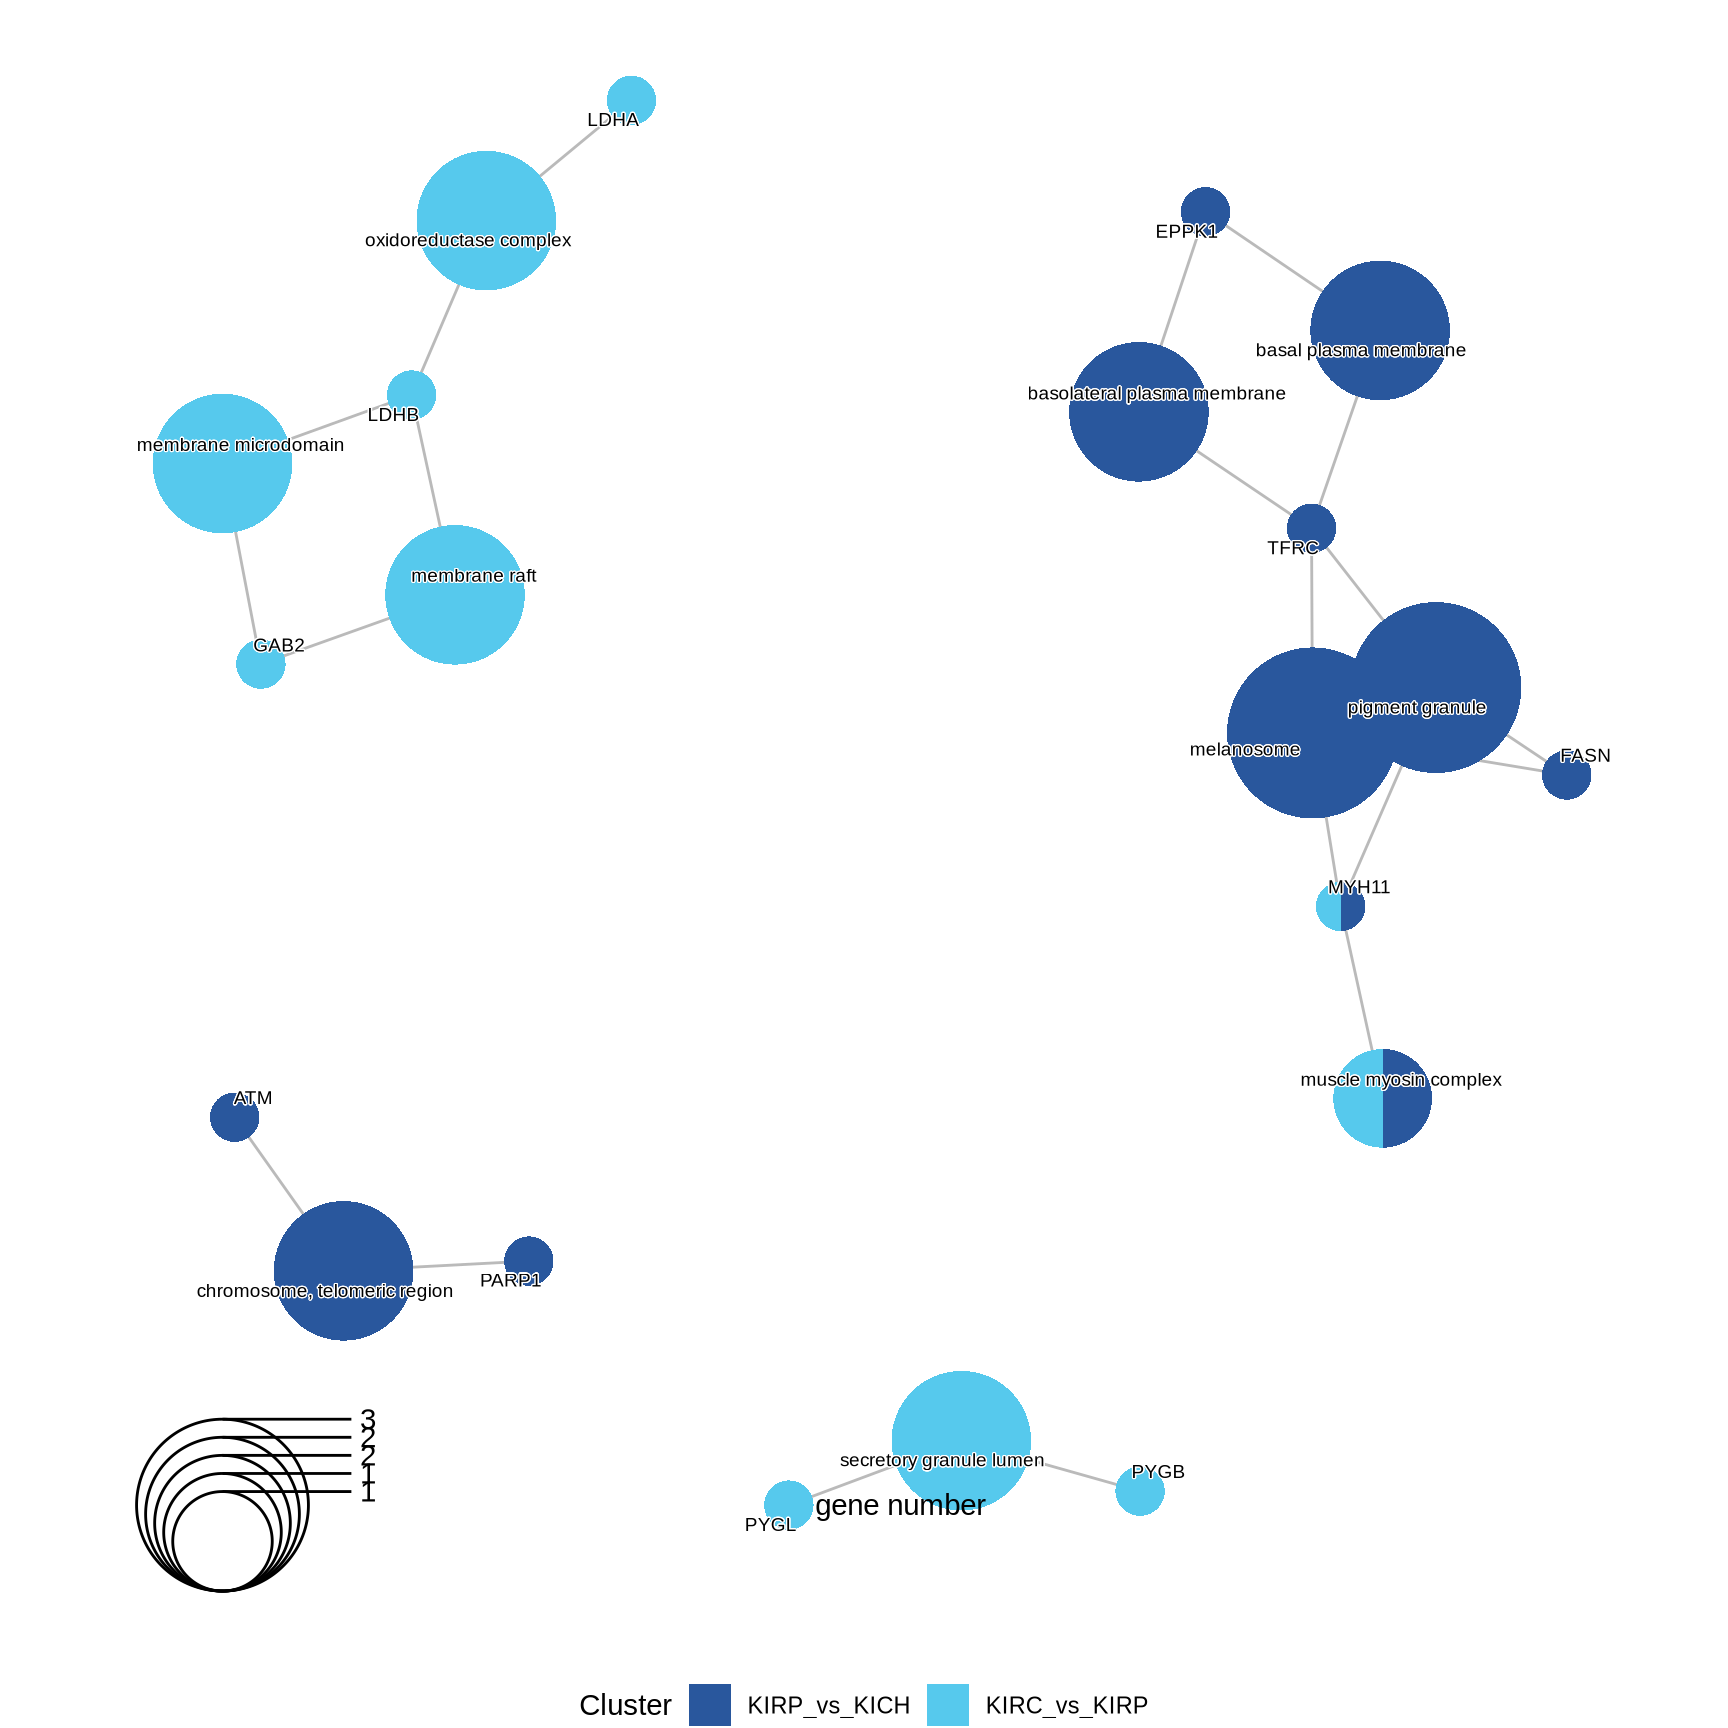 LDHA
oxidoreductase complex
LDHB
membrane microdomain
membrane raft
GAB2
EPPK1
basal plasma membrane
basolateral plasma membrane
TFRC
pigment granule
melanosome
FASN
MYH11
muscle myosin complex
ATM
chromosome, telomeric region
PARP1
3
2
2
1
1
secretory granule lumen
PYGB
gene number
PYGL
Cluster KIRP_vs_KICH KIRC_vs_KIRP